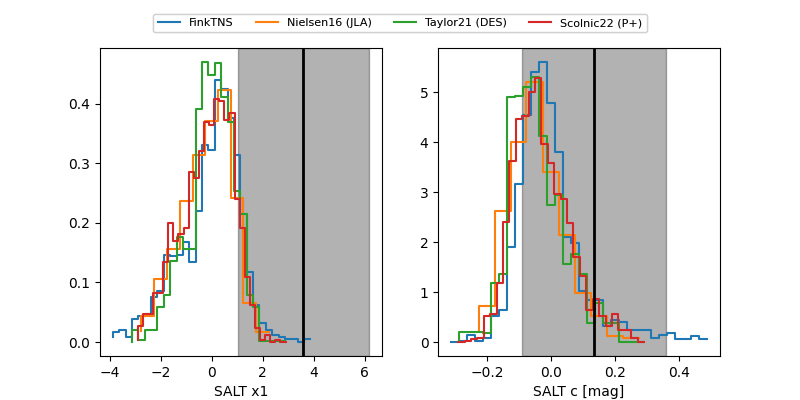 FinkTNS Nielsen16 (JLA) Taylor21 (DES) Scolnic22 (P+)
0.4
0.3
0.2
0.1
0.0
−4 −2 0 2 4 6
SALT x1
5
4
3
2
1
0
−0.2 0.0 0.2 0.4
SALT c [mag]